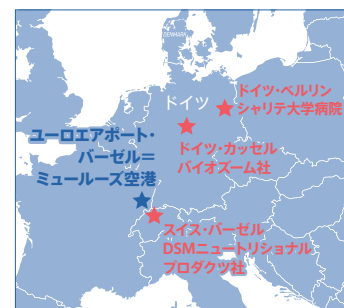 DENMARK
ドイツ・ベルリン
シャリテ大学病院
ドイツ
ユーロエアポート・
バーゼル＝
ミュールーズ空港
ドイツ・カッセル
バイオズーム社
スイス・バーゼル
DSMニュートリショナル
プロダクツ社